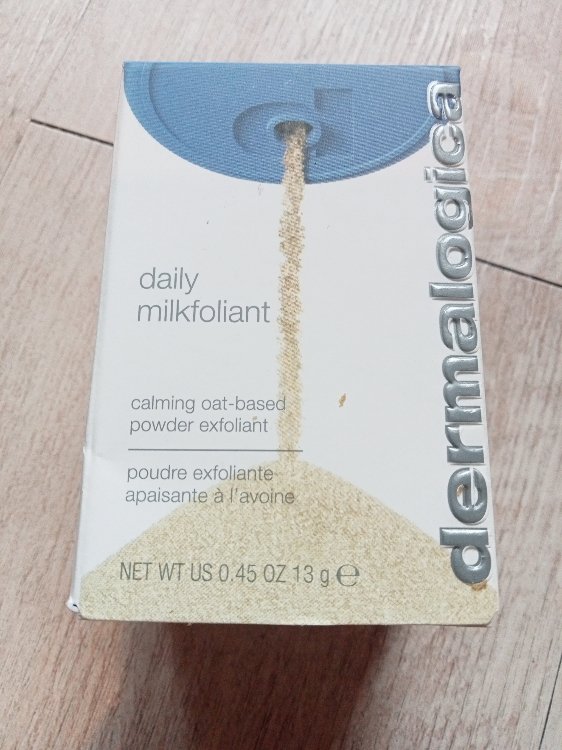 daily
milkfoliant
calming oat-based
powder exfoliant
poudre exfoliante
apaisante à l'avoine
NET WT US 0.45 OZ 13 g ℮
dermalogica